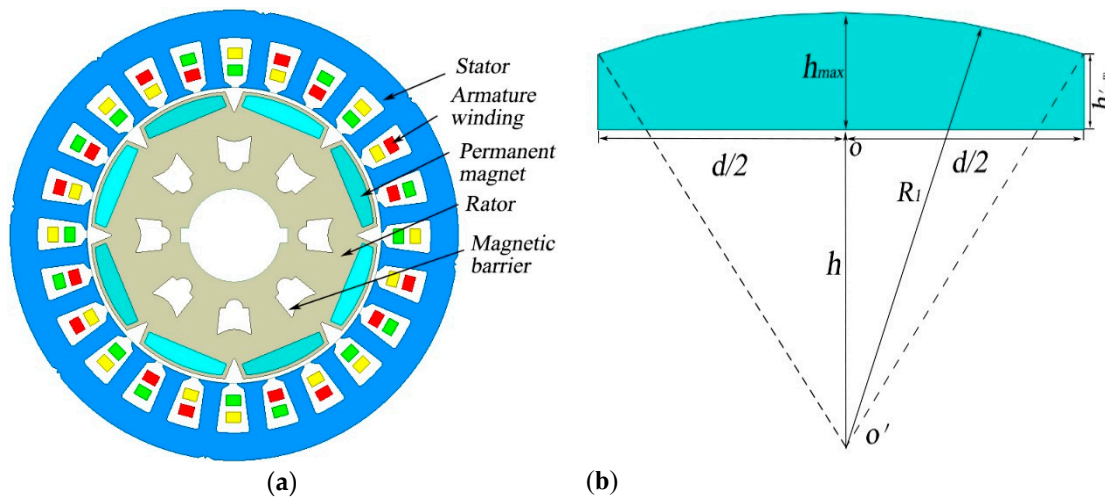 Stator
Armature
winding
Permanent
magnet
Rator
Magnetic
barrier
(a)
hmax
d/2
o
d/2
R1
h
o'
(b)